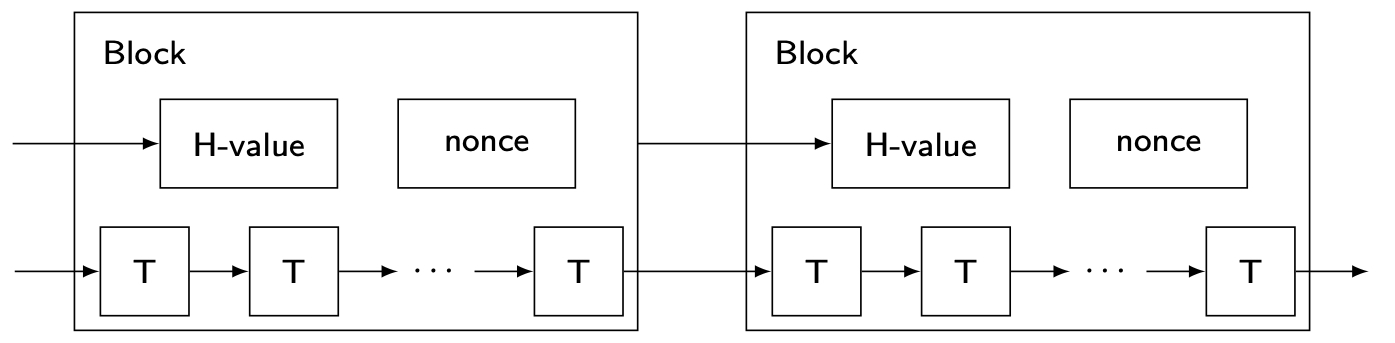 Block Block
H-value nonce H-value nonce
T T ··· T T T ··· T